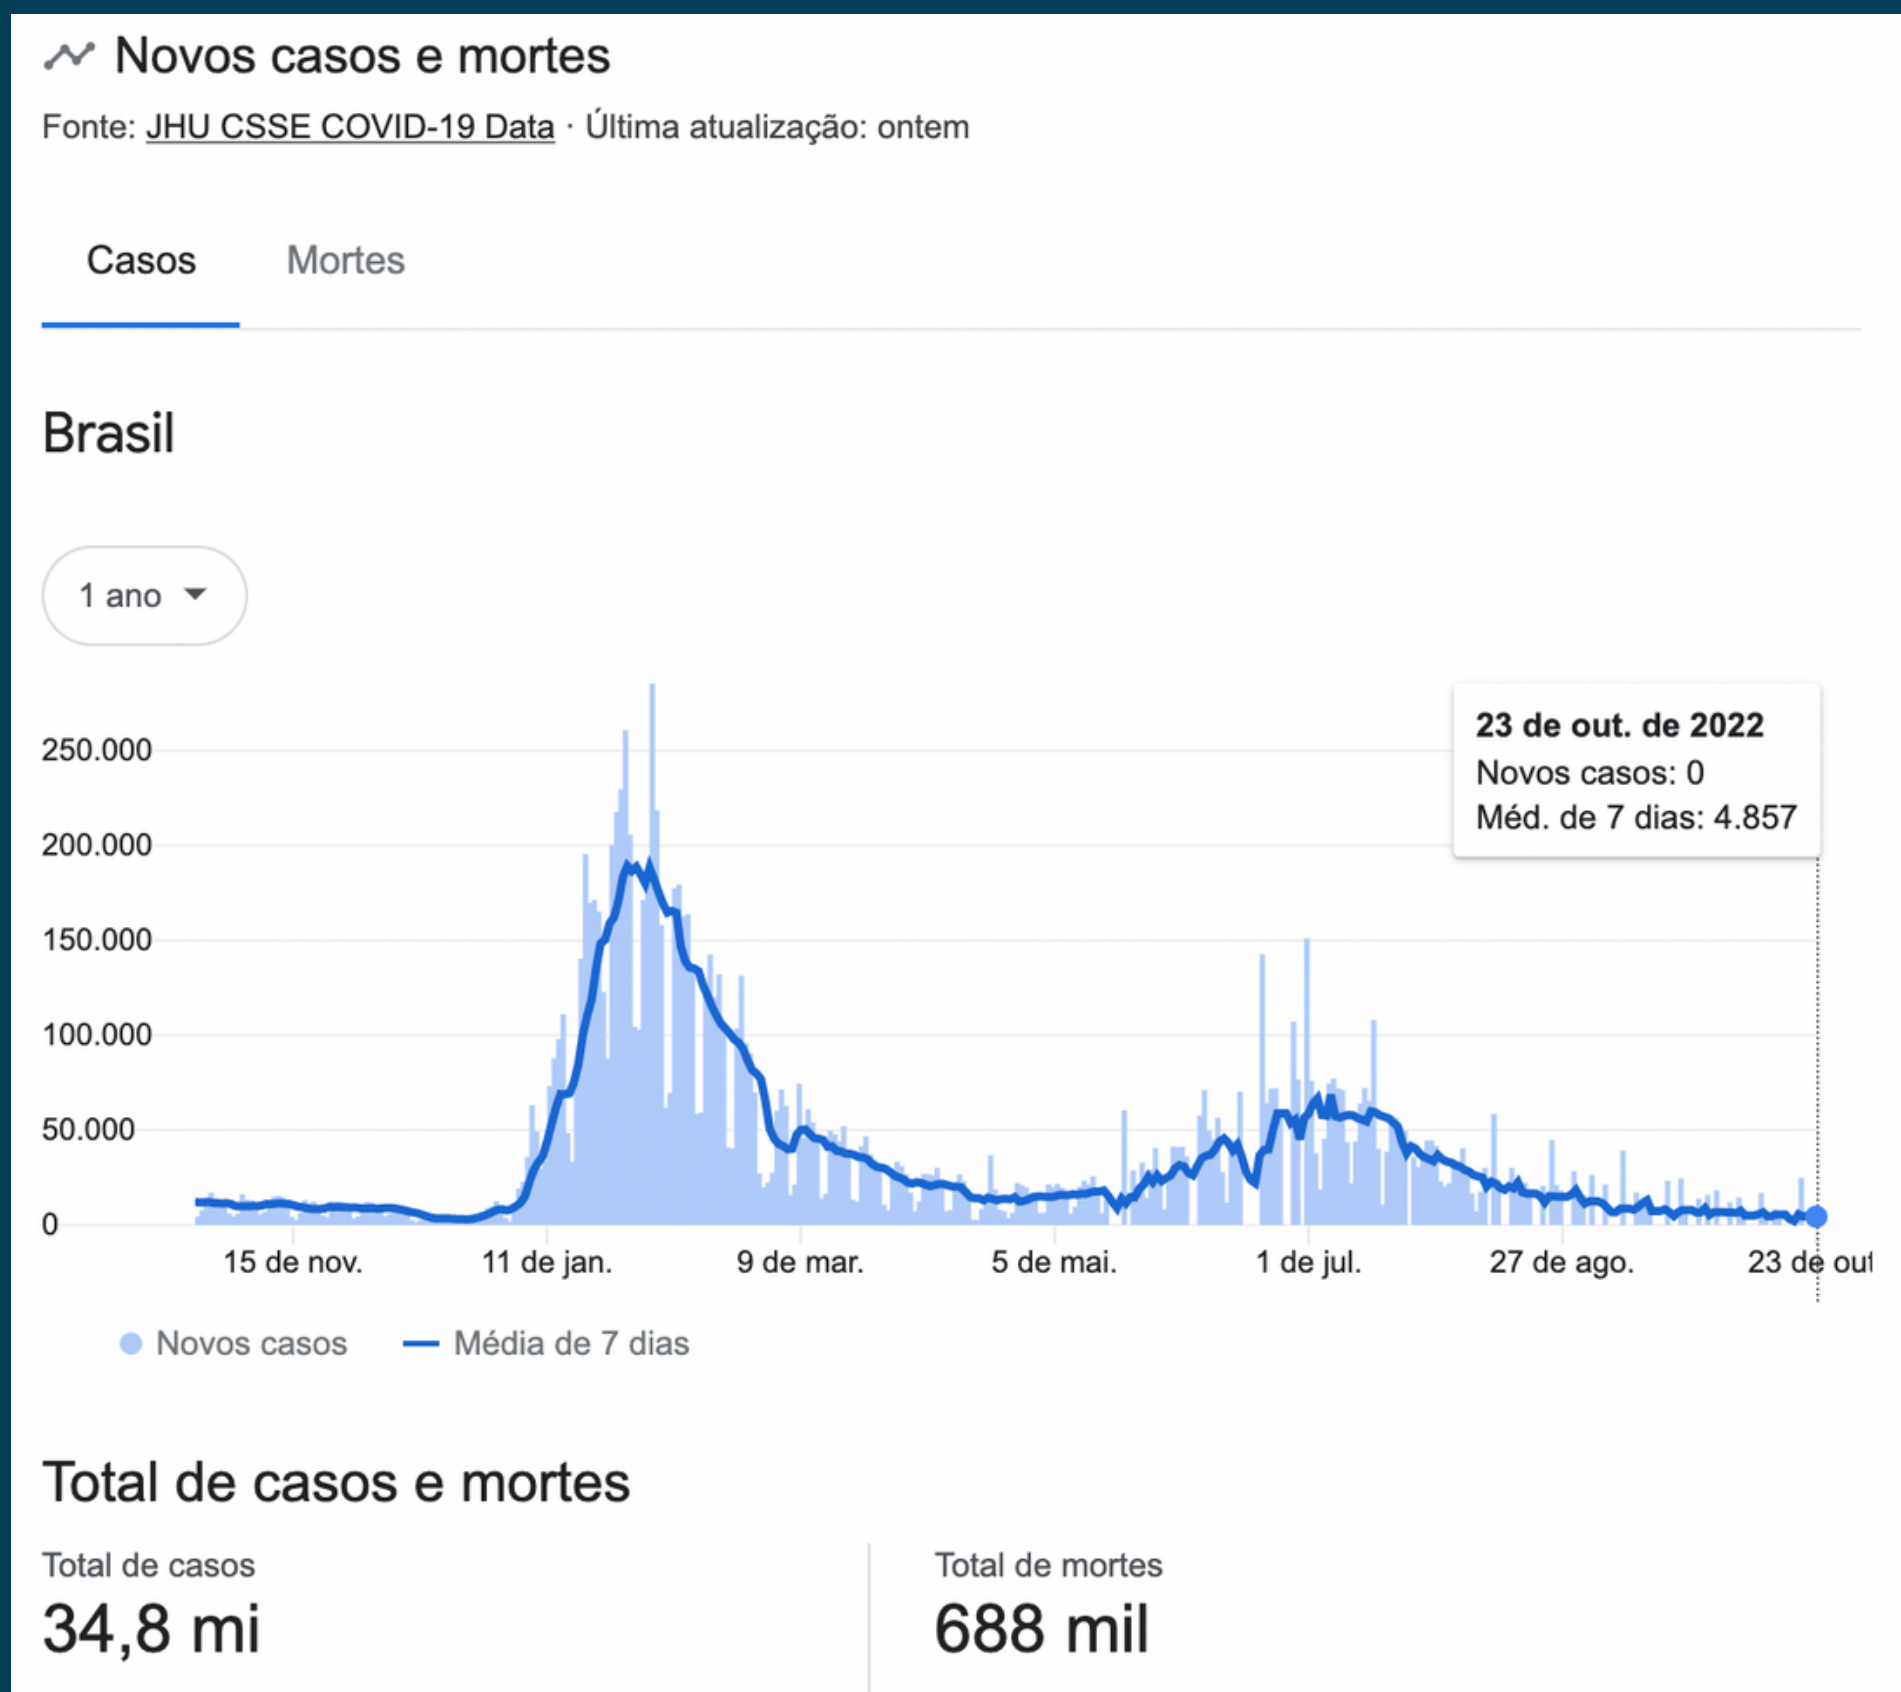 Novos casos e mortes
Fonte: JHU CSSE COVID-19 Data · Última atualização: ontem
Casos Mortes
Brasil
1 ano
23 de out. de 2022
Novos casos: 0
Méd. de 7 dias: 4.857
250.000
200.000
150.000
100.000
50.000
0
15 de nov. 11 de jan. 9 de mar. 5 de mai. 1 de jul. 27 de ago. 23 de out
Novos casos Média de 7 dias
Total de casos e mortes
Total de casos Total de mortes
34,8 mi 688 mil